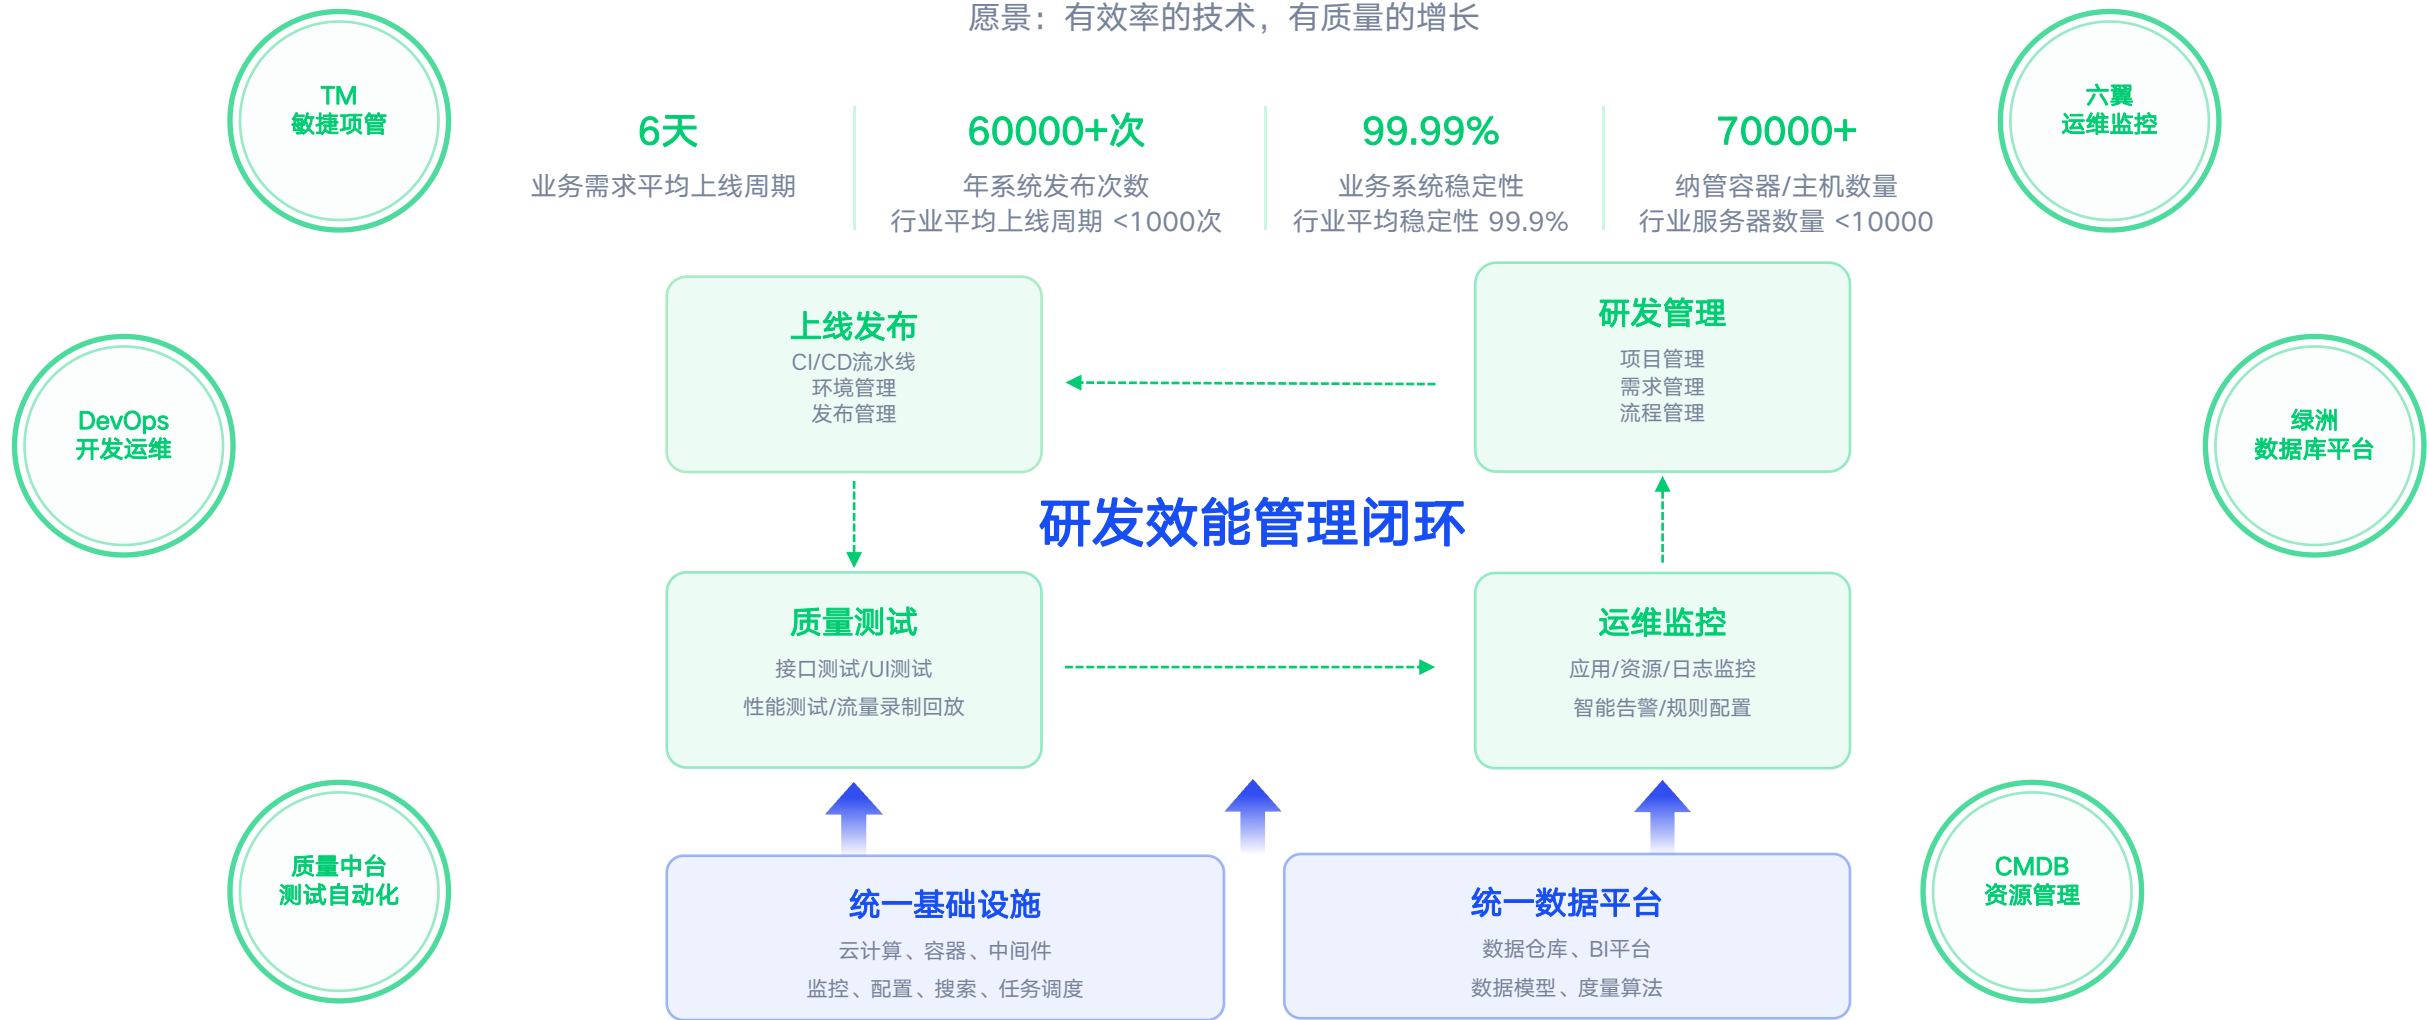 愿景：有效率的技术，有质量的增长
TM
敏捷项管
六翼
运维监控
6天
业务需求平均上线周期
60000+次
年系统发布次数
行业平均上线周期 <1000次
99.99%
业务系统稳定性
行业平均稳定性 99.9%
70000+
纳管容器/主机数量
行业服务器数量 <10000
上线发布
CI/CD流水线
环境管理
发布管理
研发管理
项目管理
需求管理
流程管理
DevOps
开发运维
绿洲
数据库平台
研发效能管理闭环
质量测试
接口测试/UI测试
性能测试/流量录制回放
运维监控
应用/资源/日志监控
智能告警/规则配置
质量中台
测试自动化
CMDB
资源管理
统一基础设施
云计算、容器、中间件
监控、配置、搜索、任务调度
统一数据平台
数据仓库、BI平台
数据模型、度量算法